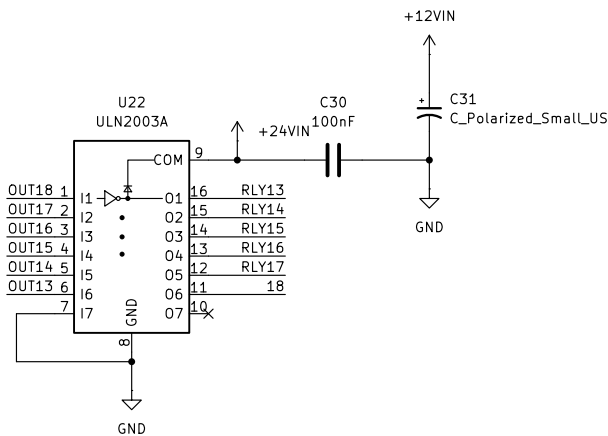 +12VIN
U22
ULN2003A
C30
100nF
+
C31
C_Polarized_Small_US
+24VIN
COM 9
OUT18 1 I1 O1 16 RLY13
OUT17 2 I2 O2 15 RLY14
OUT16 3 I3 O3 14 RLY15
OUT15 4 I4 O4 13 RLY16
OUT14 5 I5 O5 12 RLY17
OUT13 6 I6 O6 11 18
7 I7 O7 10
GND
8
GND
GND